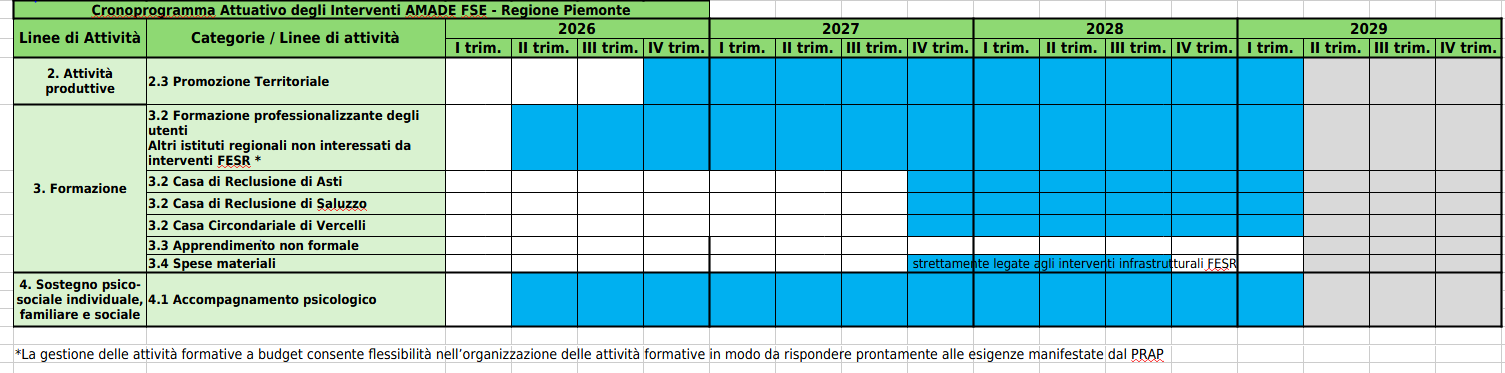 Cronoprogramma Attuativo degli Interventi AMADE FSE - Regione Piemonte
Linee di Attività
Categorie / Linee di attività
2026
2027
2028
2029
I trim.
II trim.
III trim.
IV trim.
I trim.
II trim.
III trim.
IV trim.
I trim.
II trim.
III trim.
IV trim.
I trim.
II trim.
III trim.
IV trim.
2. Attività
produttive
2.3 Promozione Territoriale
3. Formazione
3.2 Formazione professionalizzante degli
utenti
Altri istituti regionali non interessati da
interventi FESR *
3.2 Casa di Reclusione di Asti
3.2 Casa di Reclusione di Saluzzo
3.2 Casa Circondariale di Vercelli
3.3 Apprendimento non formale
3.4 Spese materiali
strettamente legate agli interventi infrastrutturali FESR
4. Sostegno psico-
sociale individuale,
familiare e sociale
4.1 Accompagnamento psicologico
*La gestione delle attività formative a budget consente flessibilità nell'organizzazione delle attività formative in modo da rispondere prontamente alle esigenze manifestate dal PRAP